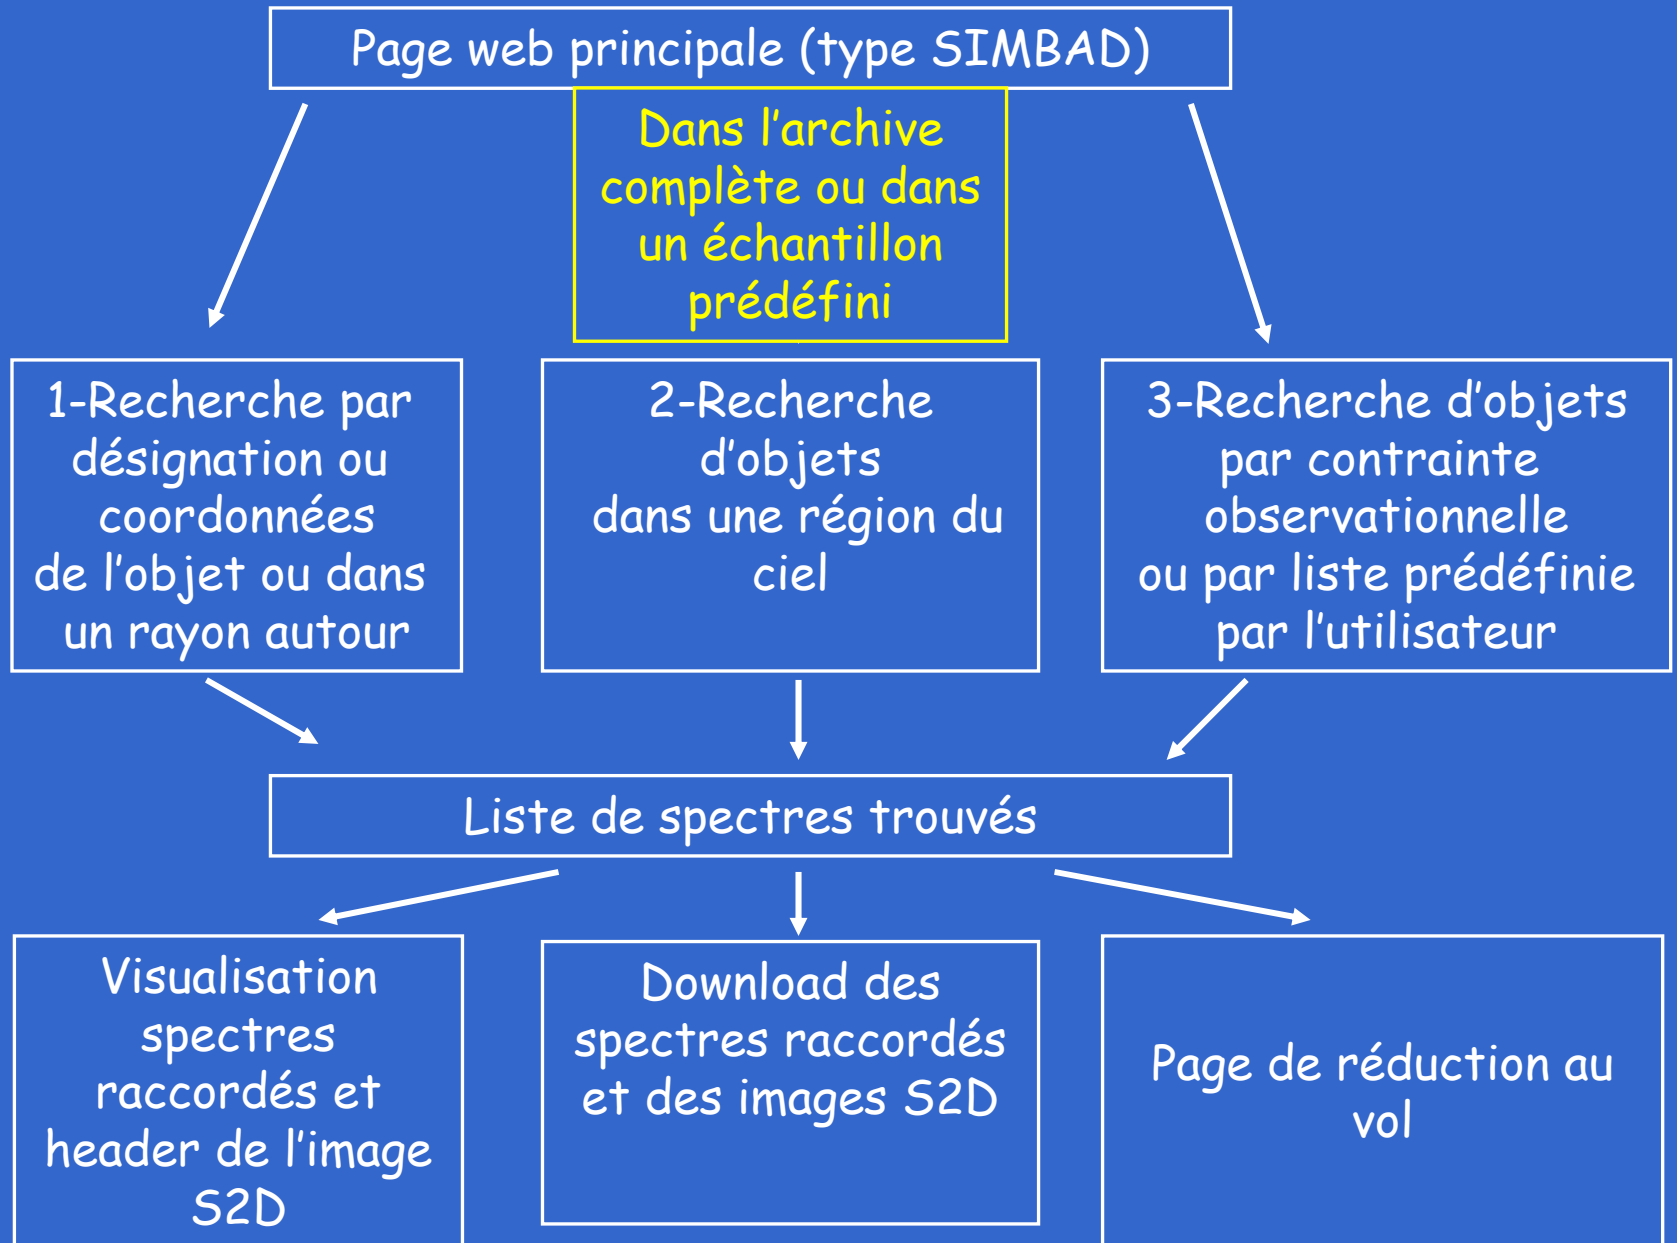 Page web principale (type SIMBAD)
Dans l'archive
complète ou dans
un échantillon
prédéfini
1-Recherche par
désignation ou
coordonnées
de l'objet ou dans
un rayon autour
2-Recherche
d'objets
dans une région du
ciel
3-Recherche d'objets
par contrainte
observationnelle
ou par liste prédéfinie
par l'utilisateur
Liste de spectres trouvés
Visualisation
spectres
raccordés et
header de l'image
S2D
Download des
spectres raccordés
et des images S2D
Page de réduction au
vol